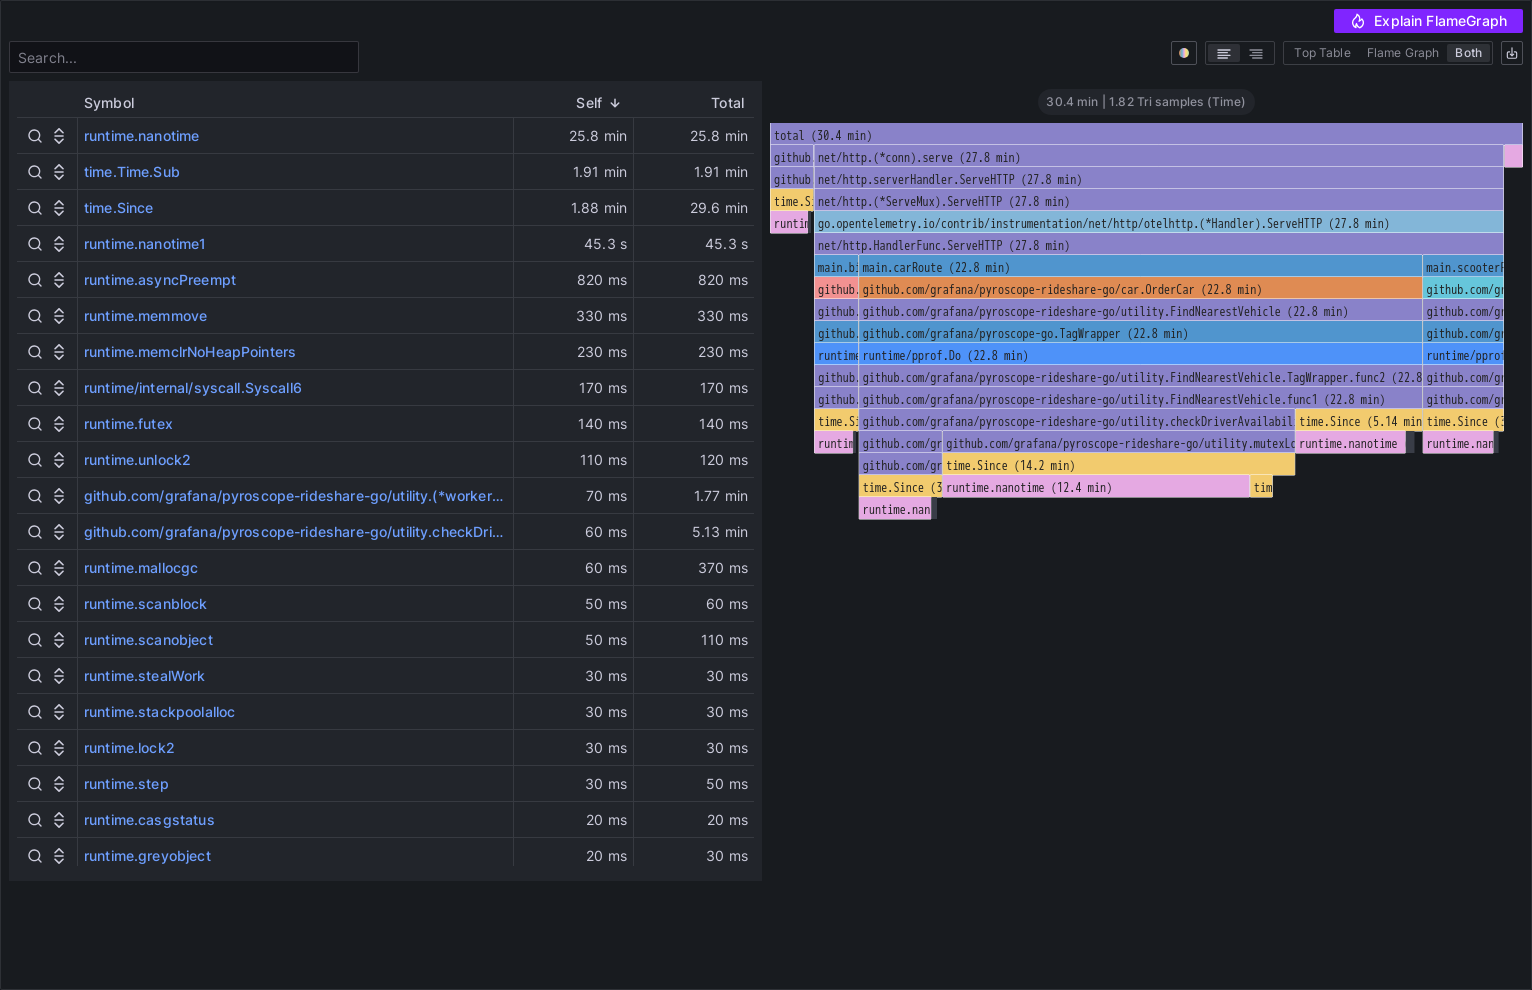 Explain FlameGraph
Search...
Top Table Flame Graph Both
Symbol Self Total
runtime.nanotime 25.8 min 25.8 min
time.Time.Sub 1.91 min 1.91 min
time.Since 1.88 min 29.6 min
runtime.nanotime1 45.3 s 45.3 s
runtime.asyncPreempt 820 ms 820 ms
runtime.memmove 330 ms 330 ms
runtime.memclrNoHeapPointers 230 ms 230 ms
runtime/internal/syscall.Syscall6 170 ms 170 ms
runtime.futex 140 ms 140 ms
runtime.unlock2 110 ms 120 ms
github.com/grafana/pyroscope-rideshare-go/utility.(*worker... 70 ms 1.77 min
github.com/grafana/pyroscope-rideshare-go/utility.checkDri... 60 ms 5.13 min
runtime.mallocgc 60 ms 370 ms
runtime.scanblock 50 ms 60 ms
runtime.scanobject 50 ms 110 ms
runtime.stealWork 30 ms 30 ms
runtime.stackpoolalloc 30 ms 30 ms
runtime.lock2 30 ms 30 ms
runtime.step 30 ms 50 ms
runtime.casgstatus 20 ms 20 ms
runtime.greyobject 20 ms 30 ms
30.4 min | 1.82 Tri samples (Time)
total (30.4 min)
github. net/http.(*conn).serve (27.8 min)
github. net/http.serverHandler.ServeHTTP (27.8 min)
time.Si net/http.(*ServeMux).ServeHTTP (27.8 min)
runtim go.opentelemetry.io/contrib/instrumentation/net/http/otelhttp.(*Handler).ServeHTTP (27.8 min)
net/http.HandlerFunc.ServeHTTP (27.8 min)
main.bi main.carRoute (22.8 min) main.scooterR
github. github.com/grafana/pyroscope-rideshare-go/car.OrderCar (22.8 min) github.com/gr
github. github.com/grafana/pyroscope-rideshare-go/utility.FindNearestVehicle (22.8 min) github.com/gr
github. github.com/grafana/pyroscope-go.TagWrapper (22.8 min) github.com/gr
runtime runtime/pprof.Do (22.8 min) runtime/pprof
github. github.com/grafana/pyroscope-rideshare-go/utility.FindNearestVehicle.TagWrapper.func2 (22.8 github.com/gr
github. github.com/grafana/pyroscope-rideshare-go/utility.FindNearestVehicle.func1 (22.8 min) github.com/gr
time.Si github.com/grafana/pyroscope-rideshare-go/utility.checkDriverAvailabil time.Since (5.14 min time.Since (3
runtim github.com/gr github.com/grafana/pyroscope-rideshare-go/utility.mutexLo runtime.nanotime runtime.nan
github.com/gr time.Since (14.2 min)
time.Since (3 runtime.nanotime (12.4 min) tim
runtime.nan